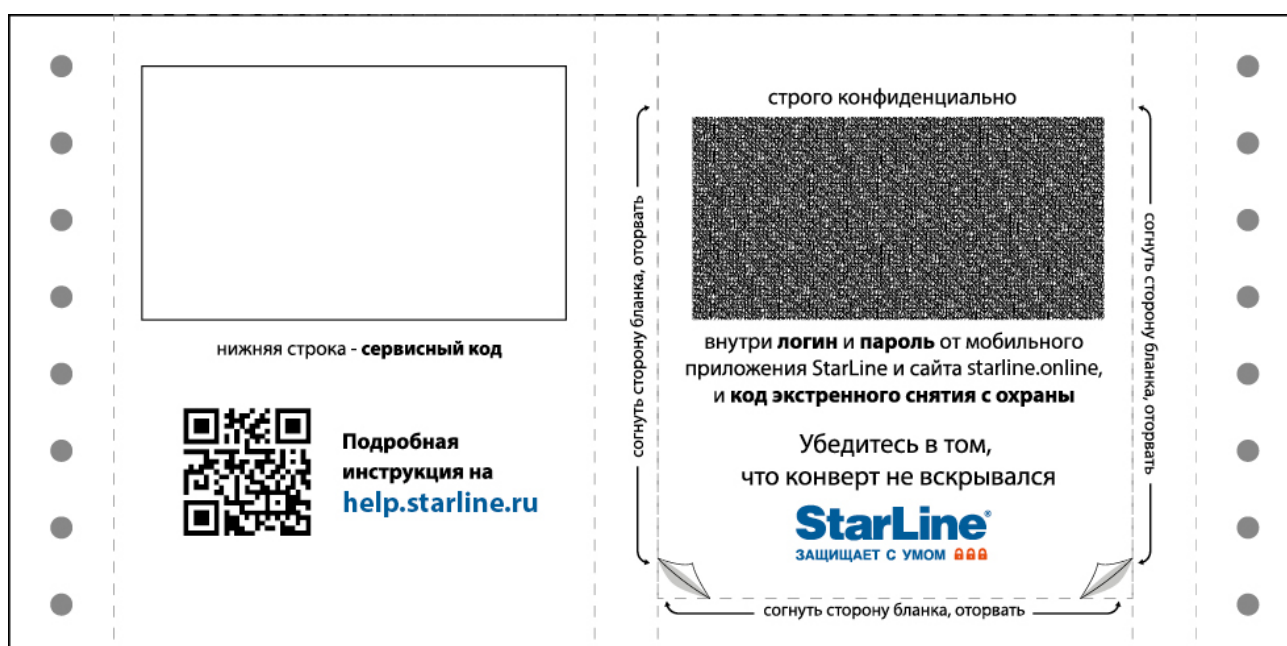 нижняя строка - сервисный код
Подробная
инструкция на
help.starline.ru
согнуть сторону бланка, оторвать
строго конфиденциально
внутри логин и пароль от мобильного
приложения StarLine и сайта starline.online,
и код экстренного снятия с охраны
Убедитесь в том,
что конверт не вскрывался
StarLine®
ЗАЩИЩАЕТ С УМОМ
согнуть сторону бланка, оторвать
согнуть сторону бланка, оторвать